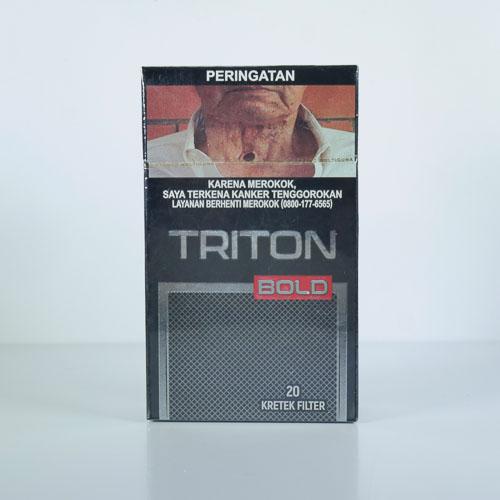 PERINGATAN
KARENA MEROKOK,
SAYA TERKENA KANKER TENGGOROKAN
LAYANAN BERHENTI MEROKOK (0800-177-6565)
TRITON
BOLD
20
KRETEK FILTER